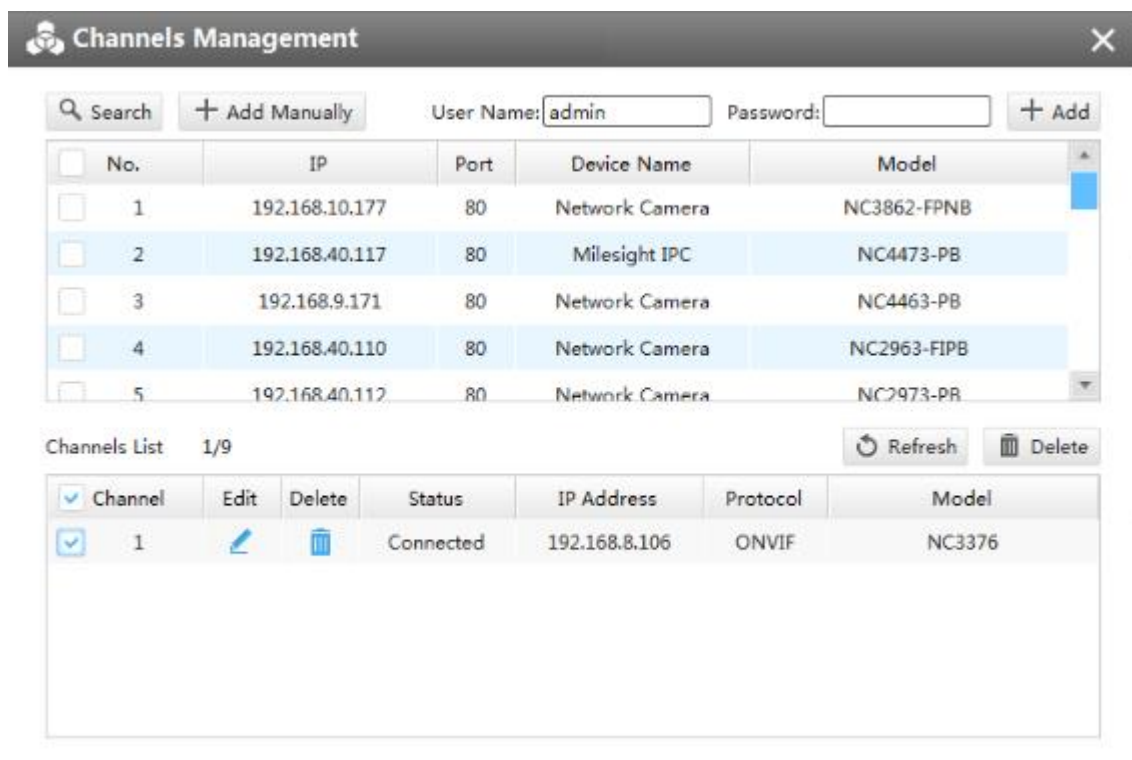 Channels Management
Search Add Manually User Name: admin Password: Add
No. IP Port Device Name Model
1 192.168.10.177 80 Network Camera NC3862-FPNB
2 192.168.40.117 80 Milesight IPC NC4473-PB
3 192.168.9.171 80 Network Camera NC4463-PB
4 192.168.40.110 80 Network Camera NC2963-FIPB
5 192.168.40.112 80 Network Camera NC2973-PB
Channels List 1/9 Refresh Delete
Channel Edit Delete Status IP Address Protocol Model
1 Connected 192.168.8.106 ONVIF NC3376